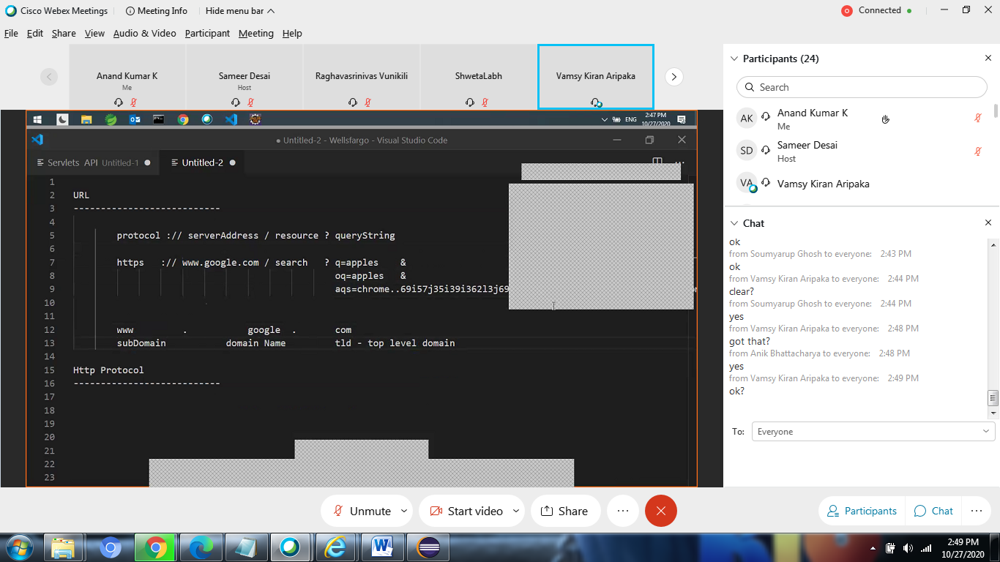 Cisco Webex Meetings Meeting Info Hide menu bar Connected
File Edit Share View Audio & Video Participant Meeting Help
Anand Kumar K
Me
Sameer Desai
Host
Raghavasrinivas Vunikili
ShwetaLabh
Vamsy Kiran Aripaka
ENG
2:47 PM
10/27/2020
● Untitled-2 - Wellsfargo - Visual Studio Code
Servlets API Untitled-1 ● Untitled-2 ●
1
2 URL
3 ---------------------------
4
5 protocol :// serverAddress / resource ? queryString
6
7 https :// www.google.com / search ? q=apples &
8 oq=apples &
9 aqs=chrome..69i57j35i39i362l3j69
10
11
12 www . google . com
13 subDomain domain Name tld - top level domain
14
15 Http Protocol
16 ---------------------------
17
18
19
20
21
22
23
Participants (24)
Search
AK Anand Kumar K
Me
SD Sameer Desai
Host
VA Vamsy Kiran Aripaka
Chat
ok
from Soumyarup Ghosh to everyone: 2:43 PM
ok
from Vamsy Kiran Aripaka to everyone: 2:44 PM
clear?
from Soumyarup Ghosh to everyone: 2:44 PM
yes
from Vamsy Kiran Aripaka to everyone: 2:48 PM
got that?
from Anik Bhattacharya to everyone: 2:48 PM
yes
from Vamsy Kiran Aripaka to everyone: 2:49 PM
ok?
To: Everyone
Unmute Start video Share ...
Participants Chat ...
2:49 PM
10/27/2020